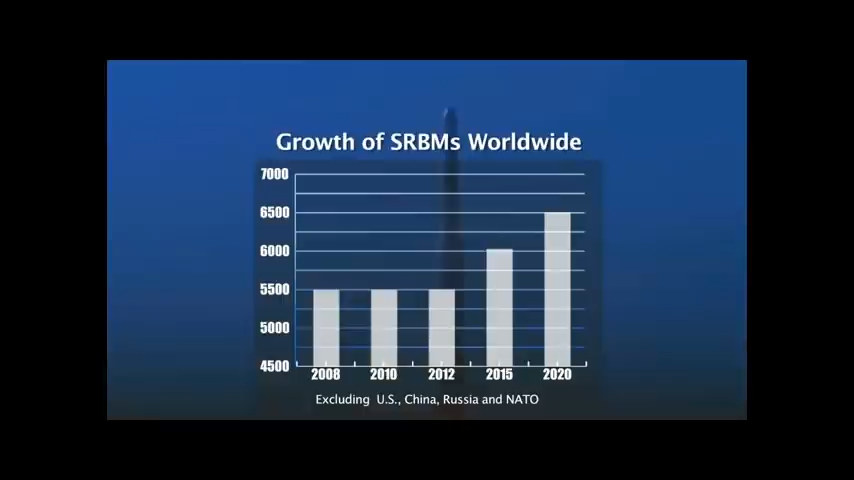 Growth of SRBMs Worldwide
7000
6500
6000
5500
5000
4500
2008 2010 2012 2015 2020
Excluding U.S., China, Russia and NATO